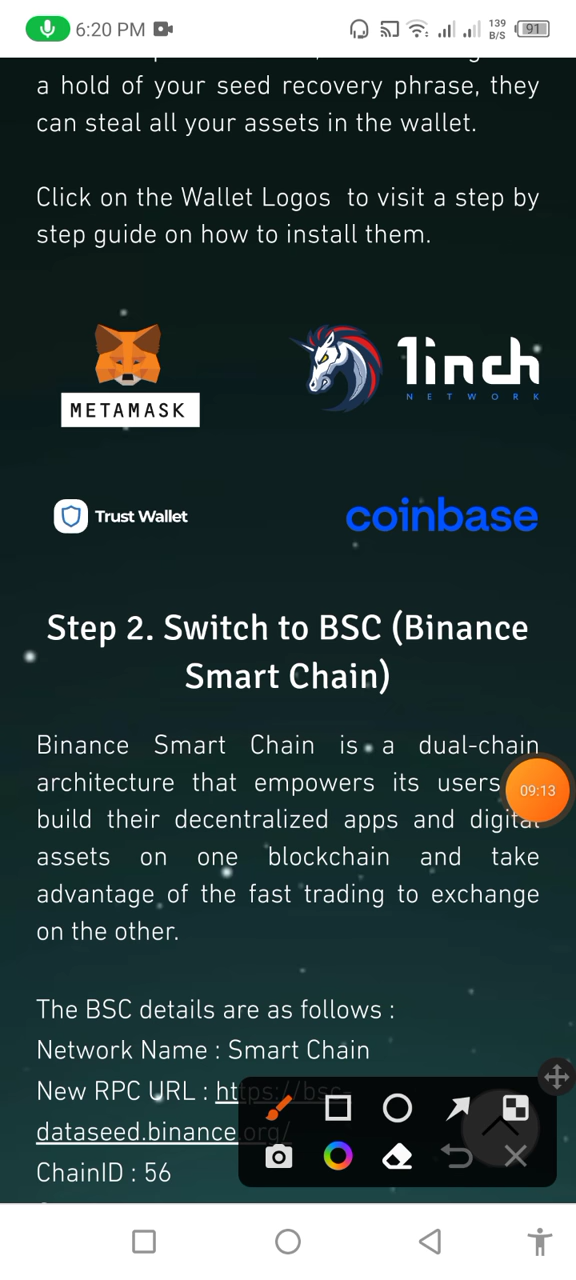 6:20 PM
139
B/S
91
a hold of your seed recovery phrase, they
can steal all your assets in the wallet.
Click on the Wallet Logos to visit a step by
step guide on how to install them.
METAMASK
1inch
NETWORK
Trust Wallet
coinbase
Step 2. Switch to BSC (Binance
Smart Chain)
Binance Smart Chain is a dual-chain
architecture that empowers its users
09:13
build their decentralized apps and digital
assets on one blockchain and take
advantage of the fast trading to exchange
on the other.
The BSC details are as follows :
Network Name : Smart Chain
New RPC URL : https://bsc-
dataseed.binance.org/
ChainID : 56